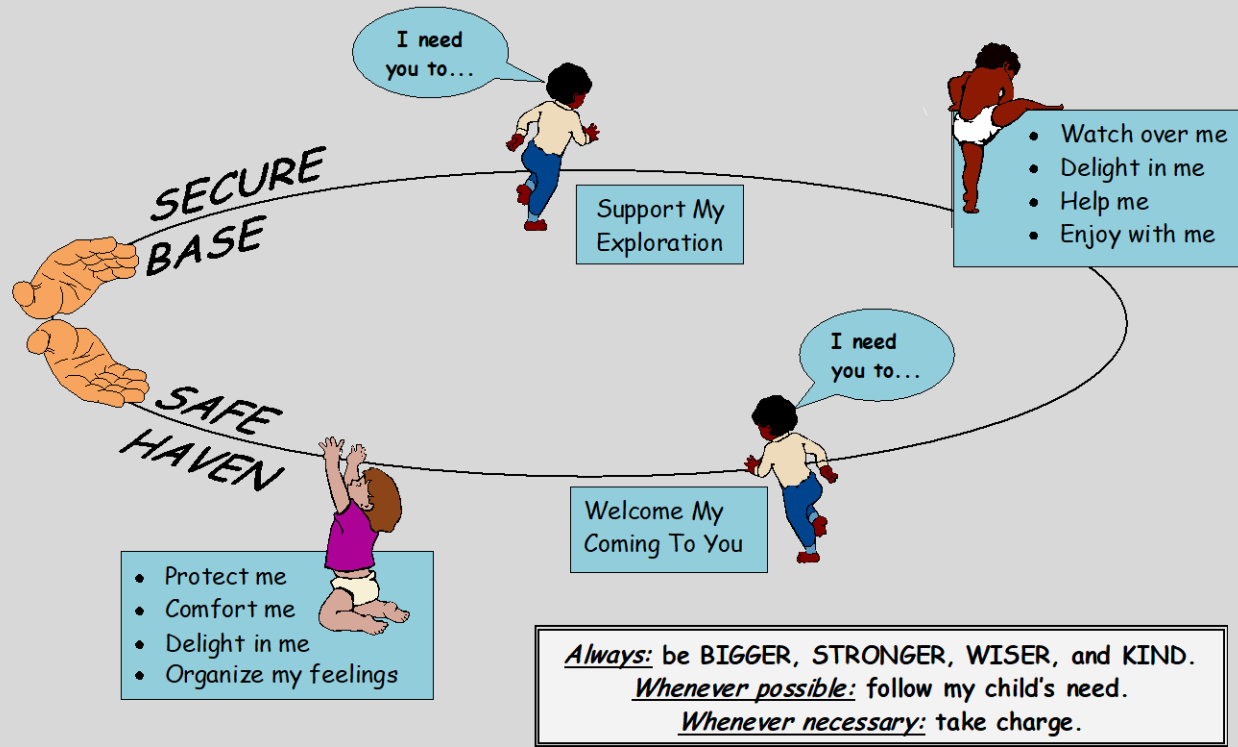 I need
you to...
SECURE
BASE
Support My
Exploration
• Watch over me
• Delight in me
• Help me
• Enjoy with me
I need
you to...
Welcome My
Coming To You
SAFE
HAVEN
• Protect me
• Comfort me
• Delight in me
• Organize my feelings
Always: be BIGGER, STRONGER, WISER, and KIND.
Whenever possible: follow my child's need.
Whenever necessary: take charge.